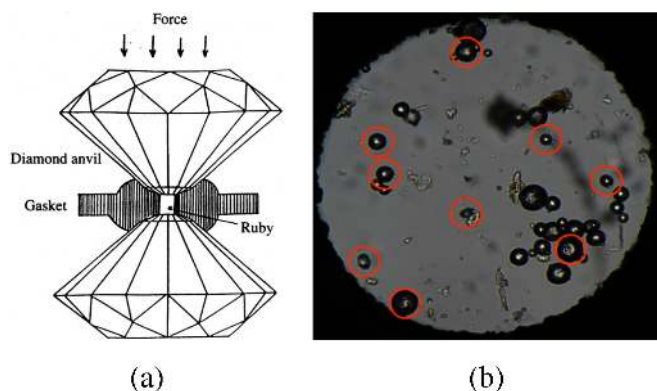 Force
Diamond anvil
Gasket
Ruby
(a)
(b)